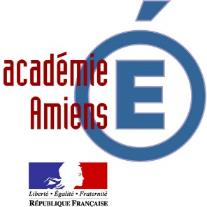 académie
Amiens
É
Liberté • Égalité • Fraternité
RÉPUBLIQUE FRANÇAISE